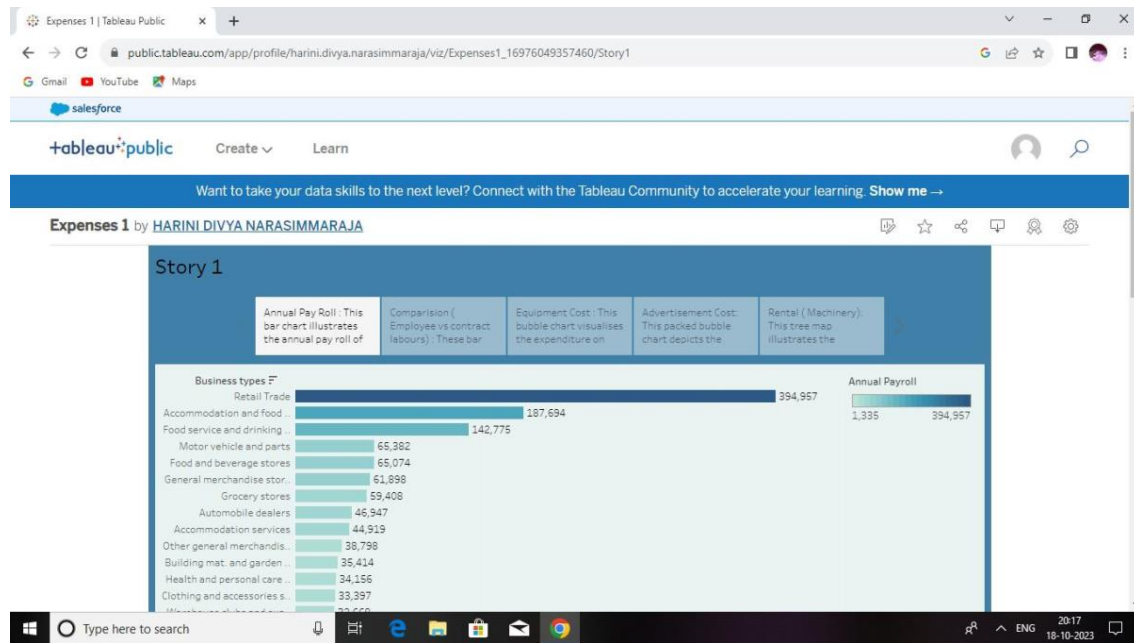 Expenses 1 | Tableau Public
public.tableau.com/app/profile/harini.divya.narasimmaraja/viz/Expenses1_16976049357460/Story1
Gmail YouTube Maps
salesforce
+ableau public Create Learn
Want to take your data skills to the next level? Connect with the Tableau Community to accelerate your learning. Show me →
Expenses 1 by HARINI DIVYA NARASIMMARAJA
Story 1
Annual Pay Roll : This
bar chart illustrates
the annual pay roll of
Comparision (
Employee vs contract
labours) : These bar
Equipment Cost : This
bubble chart visualises
the expenditure on
Advertisement Cost:
This packed bubble
chart depicts the
Rental ( Machinery):
This tree map
illustrates the
Business types
Retail Trade 394,957
Accommodation and food .. 187,694
Food service and drinking .. 142,775
Motor vehicle and parts 65,382
Food and beverage stores 65,074
General merchandise stor.. 61,898
Grocery stores 59,408
Automobile dealers 46,947
Accommodation services 44,919
Other general merchandis.. 38,798
Building mat. and garden .. 35,414
Health and personal care .. 34,156
Clothing and accessories s.. 33,397
Annual Payroll
1,335 394,957
Type here to search
ENG
20:17
18-10-2023